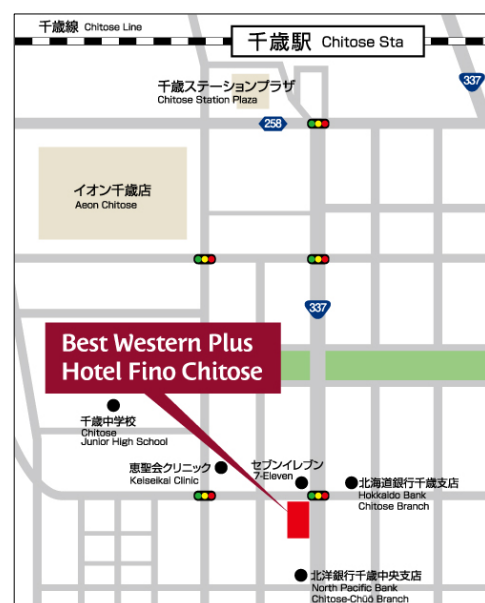 千歳線 Chitose Line
千歳駅 Chitose Sta
337
千歳ステーションプラザ
Chitose Station Plaza
258
イオン千歳店
Aeon Chitose
337
Best Western Plus
Hotel Fino Chitose
千歳中学校
Chitose
Junior High School
恵聖会クリニック
Keiseikai Clinic
セブンイレブン
7-Eleven
北海道銀行千歳支店
Hokkaido Bank
Chitose Branch
北洋銀行千歳中央支店
North Pacific Bank
Chitose-Chūō Branch